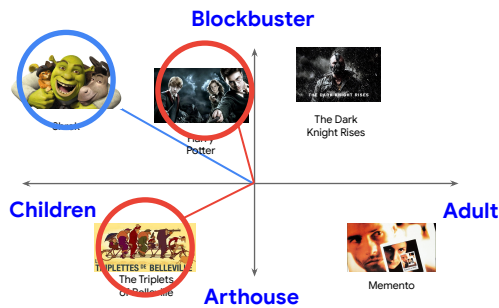 Blockbuster
THE DARK KNIGHT RISES
The Dark
Knight Rises
Shrek
Harry
Potter
Children
Adult
TRIPLETTES DE BELLEVILLE
The Triplets
of Belleville
Memento
Arthouse